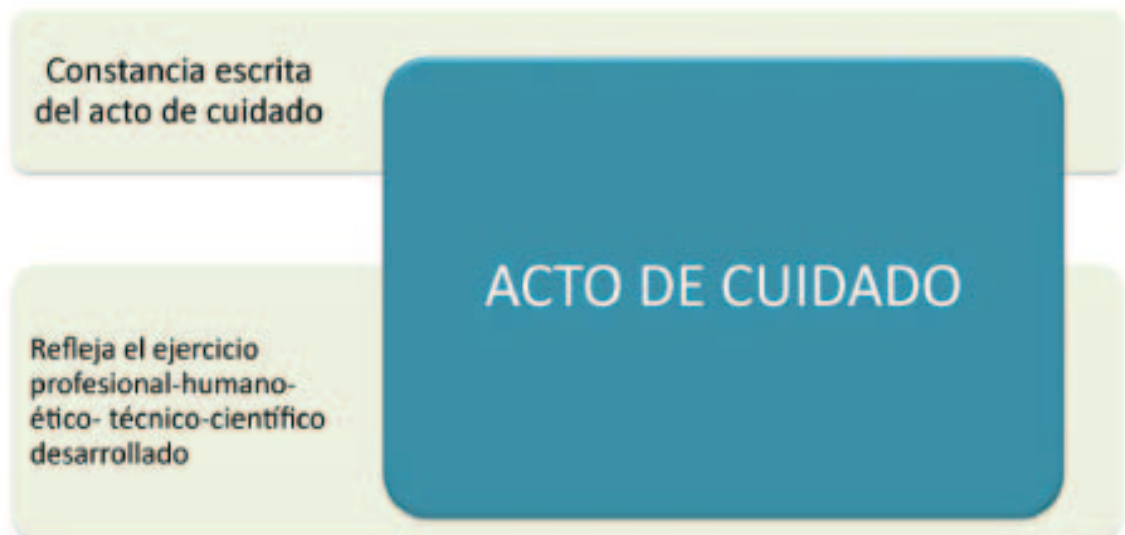 Constancia escrita
del acto de cuidado
ACTO DE CUIDADO
Refleja el ejercicio
profesional-humano-
ético- técnico-científico
desarrollado